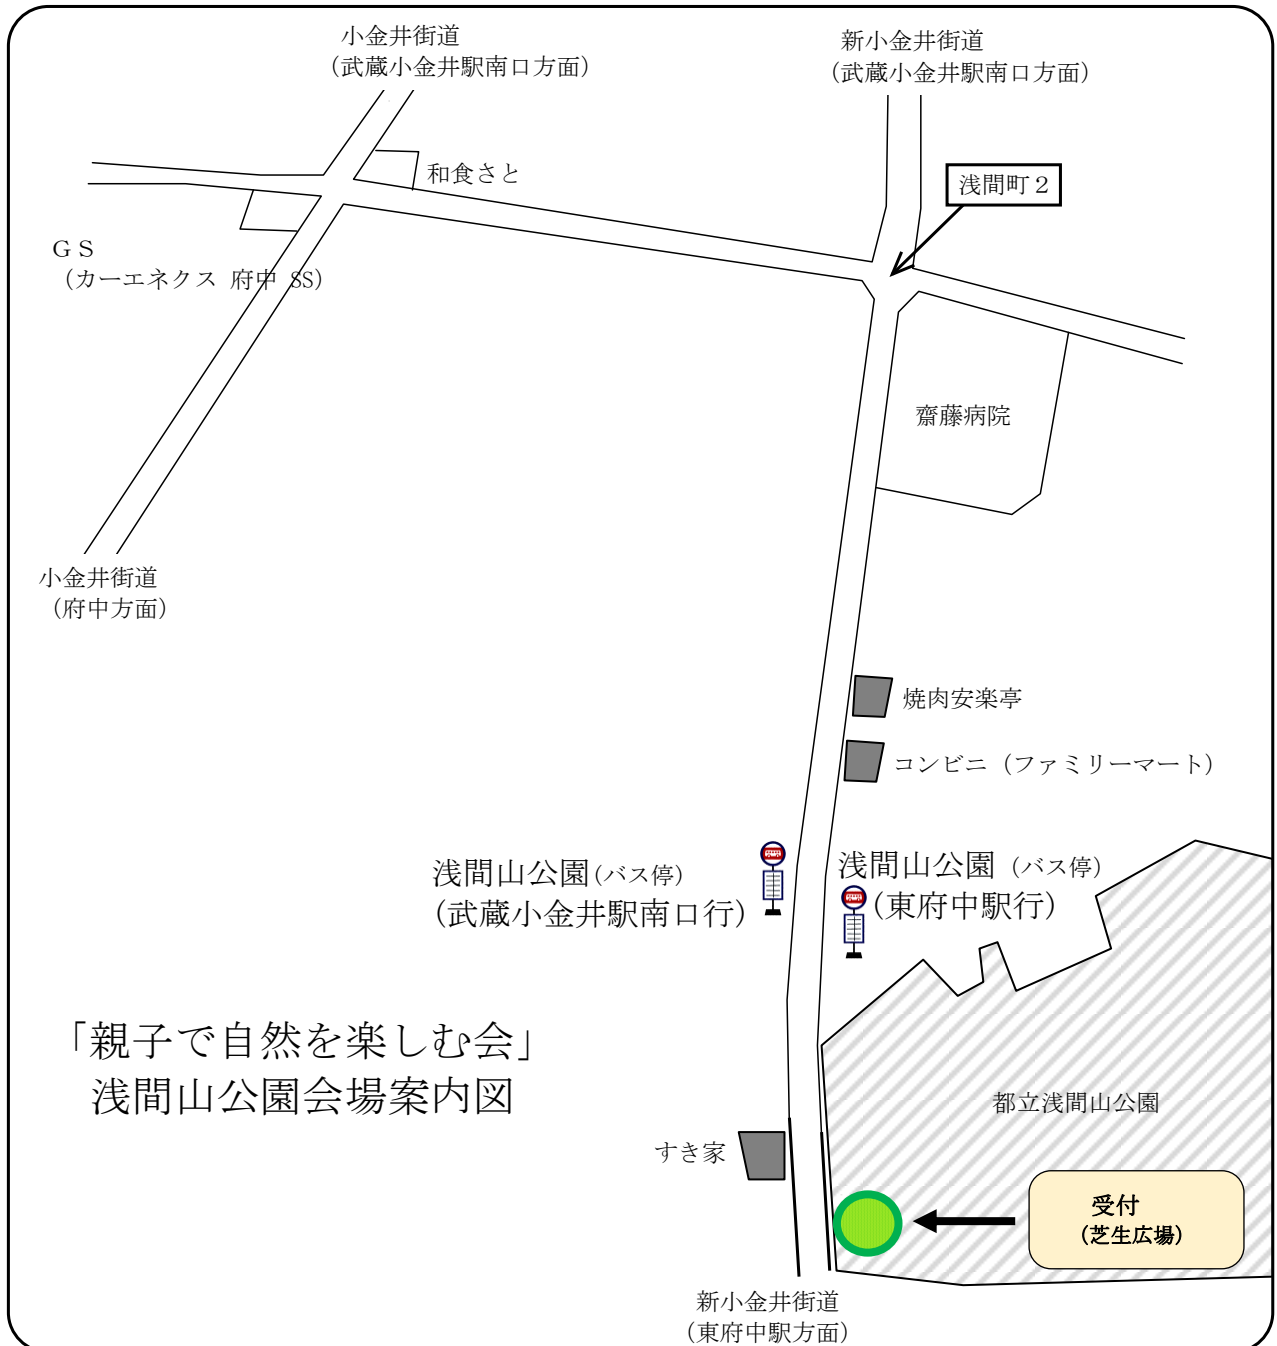 小金井街道
（武蔵小金井駅南口方面）
新小金井街道
（武蔵小金井駅南口方面）
和食さと
浅間町２
ＧＳ
（カーエネクス 府中 SS）
齋藤病院
小金井街道
（府中方面）
焼肉安楽亭
コンビニ（ファミリーマート）
浅間山公園(バス停)
(武蔵小金井駅南口行)
浅間山公園（バス停）
(東府中駅行)
「親子で自然を楽しむ会」
浅間山公園会場案内図
都立浅間山公園
すき家
受付
(芝生広場)
新小金井街道
（東府中駅方面）